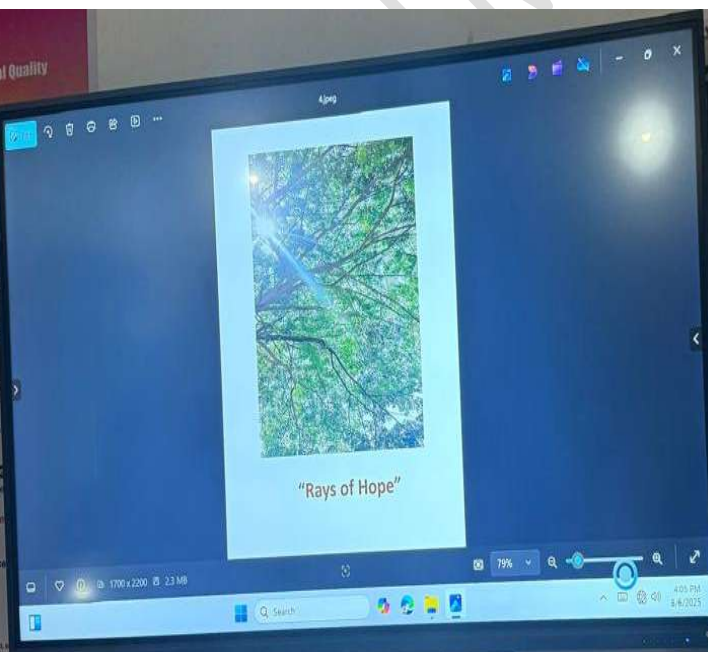 l Quality
4.jpeg
"Rays of Hope"
1700 x 2200
2.3 MB
79%
Search
4:05 PM
8/6/2025